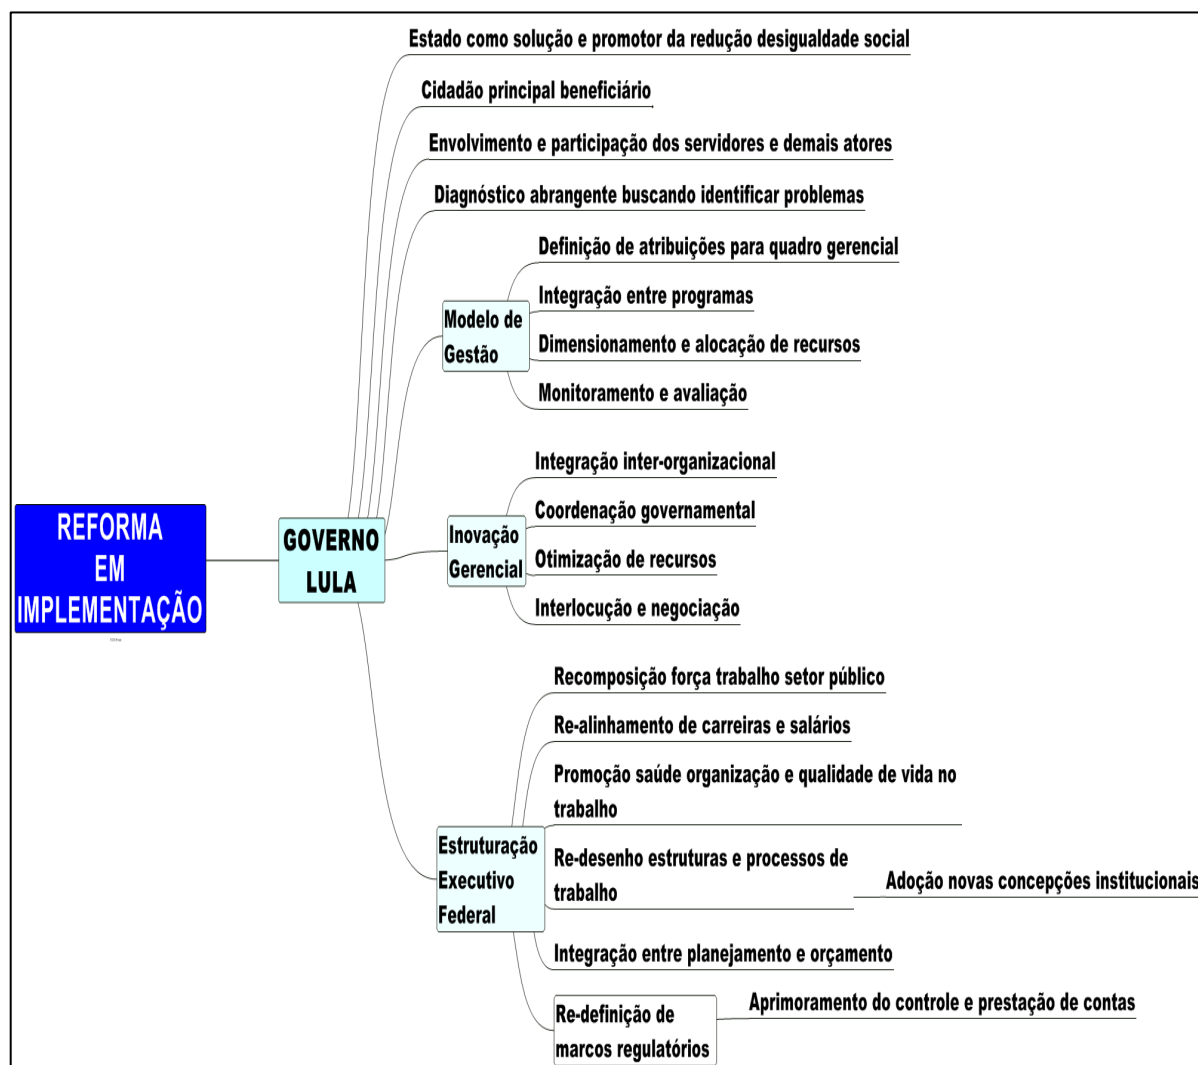 Estado como solução e promotor da redução desigualdade social
Cidadão principal beneficiário
Envolvimento e participação dos servidores e demais atores
Diagnóstico abrangente buscando identificar problemas
Definição de atribuições para quadro gerencial
Integração entre programas
Modelo de
Gestão
Dimensionamento e alocação de recursos
Monitoramento e avaliação
Integração inter-organizacional
Coordenação governamental
Inovação
Gerencial
Otimização de recursos
Interlocução e negociação
REFORMA
EM
IMPLEMENTAÇÃO
GOVERNO
LULA
Recomposição força trabalho setor público
Re-alinhamento de carreiras e salários
Promoção saúde organização e qualidade de vida no
trabalho
Estruturação
Executivo
Federal
Re-desenho estruturas e processos de
trabalho
Adoção novas concepções institucionais
Integração entre planejamento e orçamento
Re-definição de
marcos regulatórios
Aprimoramento do controle e prestação de contas